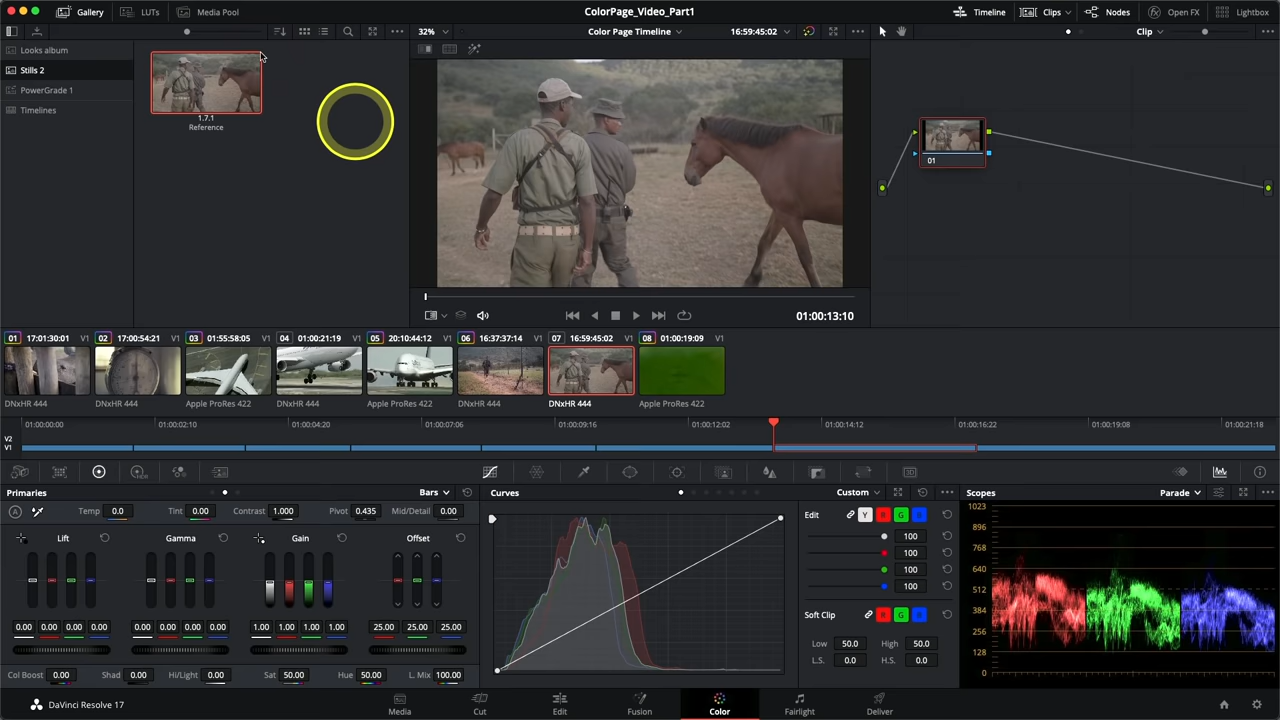 ColorPage_Video_Part1
Gallery
LUTs
Media Pool
Timeline
Clips
Nodes
Open FX
Lightbox
32%
Color Page Timeline
16:59:45:02
Clip
Looks album
Stills 2
PowerGrade 1
Timelines
1.7.1
Reference
01
01:00:13:10
01 17:01:30:01 V1
02 17:00:54:21 V1
03 01:55:58:05 V1
04 01:00:21:19 V1
05 20:10:44:12 V1
06 16:37:37:14 V1
07 16:59:45:02 V1
08 01:00:19:09 V1
DNxHR 444
DNxHR 444
Apple ProRes 422
DNxHR 444
Apple ProRes 422
DNxHR 444
DNxHR 444
Apple ProRes 422
01:00:00:00
01:00:02:10
01:00:04:20
01:00:07:06
01:00:09:16
01:00:12:02
01:00:14:12
01:00:16:22
01:00:19:08
01:00:21:18
V2
V1
Primaries
Bars
Temp 0.0
Tint 0.00
Contrast 1.000
Pivot 0.435
Mid/Detail 0.00
Lift
Gamma
Gain
Offset
0.00 0.00 0.00 0.00
0.00 0.00 0.00 0.00
1.00 1.00 1.00 1.00
25.00 25.00 25.00
Col Boost 0.00
Shad 0.00
Hi/Light 0.00
Sat 50.00
Hue 50.00
L. Mix 100.00
Curves
Custom
Edit
Y R G B
100
100
100
100
Soft Clip
R G B
Low 50.0
High 50.0
L.S. 0.0
H.S. 0.0
Scopes
Parade
1023
896
768
640
512
384
256
128
0
DaVinci Resolve 17
Media
Cut
Edit
Fusion
Color
Fairlight
Deliver